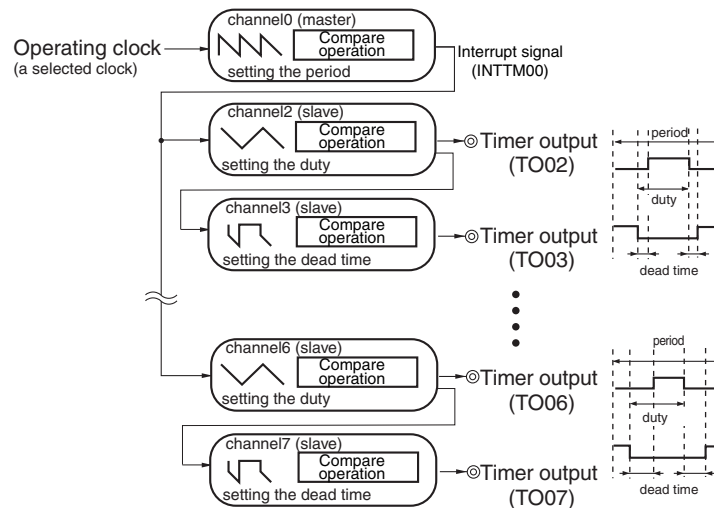 channel0 (master)
Operating clock
(a selected clock)
Compare
operation
setting the period
Interrupt signal
(INTTM00)
channel2 (slave)
Compare
operation
setting the duty
Timer output
(TO02)
period
duty
channel3 (slave)
Compare
operation
setting the dead time
Timer output
(TO03)
dead time
channel6 (slave)
Compare
operation
setting the duty
Timer output
(TO06)
period
duty
channel7 (slave)
Compare
operation
setting the dead time
Timer output
(TO07)
dead time